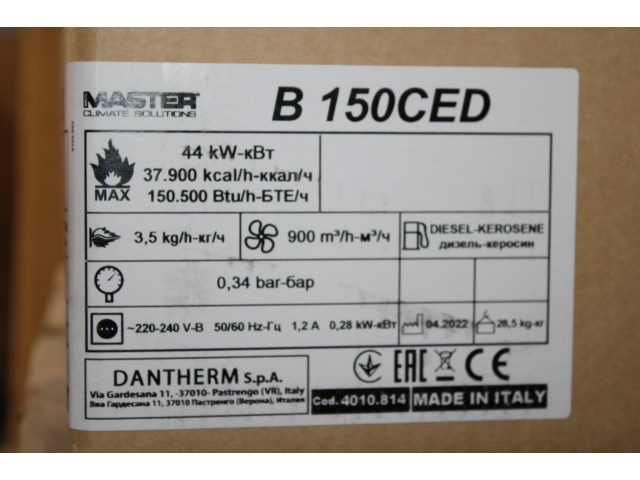 MASTER
CLIMATE SOLUTIONS
B 150CED
44 kW-кВт
37.900 kcal/h-ккал/ч
MAX
150.500 Btu/h-БТЕ/ч
3,5 kg/h-кг/ч
900 m³/h-м³/ч
DIESEL-KEROSENE
дизель-керосин
0,34 bar-бар
~220-240 V-В 50/60 Hz-Гц 1,2 A 0,28 kW-кВт
04.2022
28,5 kg-кг
DANTHERM S.p.A.
Via Gardesana 11, -37010- Pastrengo (VR), Italy
Виа Гардесана 11, 37010 Пастренго (Верона), Италия
EAC CE
Cod. 4010.814
MADE IN ITALY